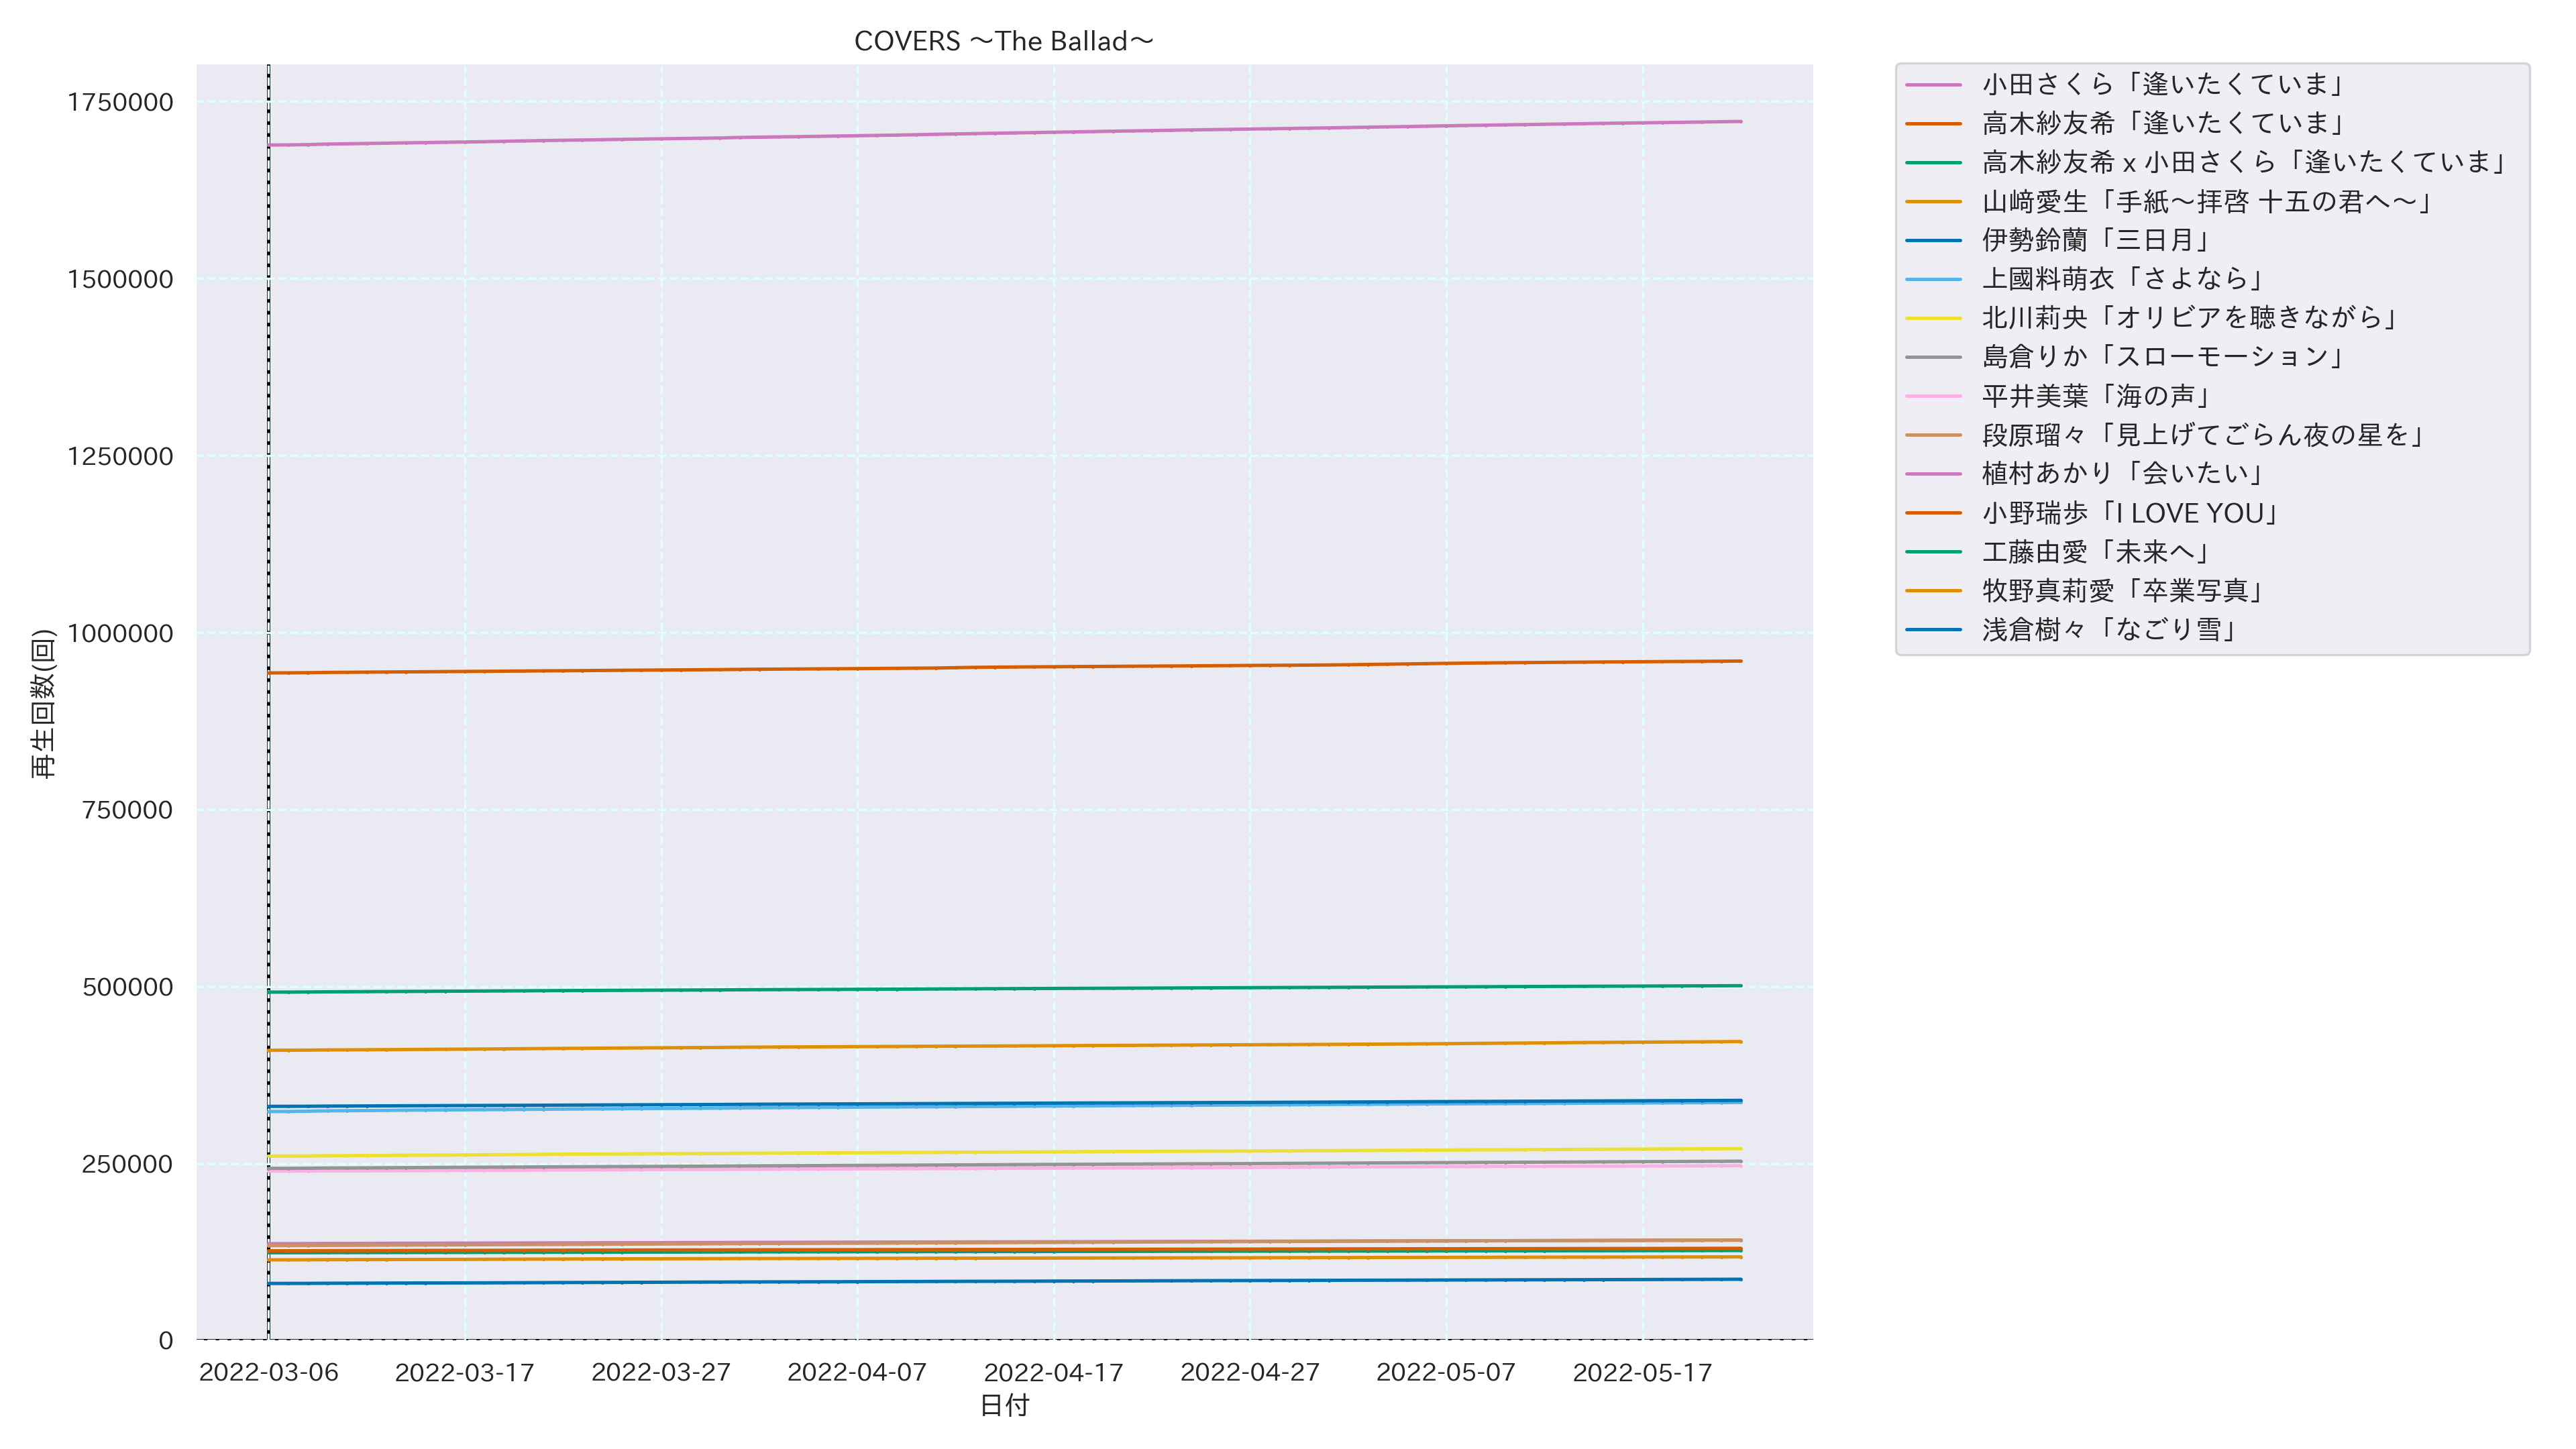 COVERS ～The Ballad～
再生回数(回)
1750000
1500000
1250000
1000000
750000
500000
250000
0
2022-03-06
2022-03-17
2022-03-27
2022-04-07
2022-04-17
2022-04-27
2022-05-07
2022-05-17
日付
小田さくら「逢いたくていま」
高木紗友希「逢いたくていま」
高木紗友希 x 小田さくら「逢いたくていま」
山﨑愛生「手紙～拝啓 十五の君へ～」
伊勢鈴蘭「三日月」
上國料萌衣「さよなら」
北川莉央「オリビアを聴きながら」
島倉りか「スローモーション」
平井美葉「海の声」
段原瑠々「見上げてごらん夜の星を」
植村あかり「会いたい」
小野瑞歩「I LOVE YOU」
工藤由愛「未来へ」
牧野真莉愛「卒業写真」
浅倉樹々「なごり雪」